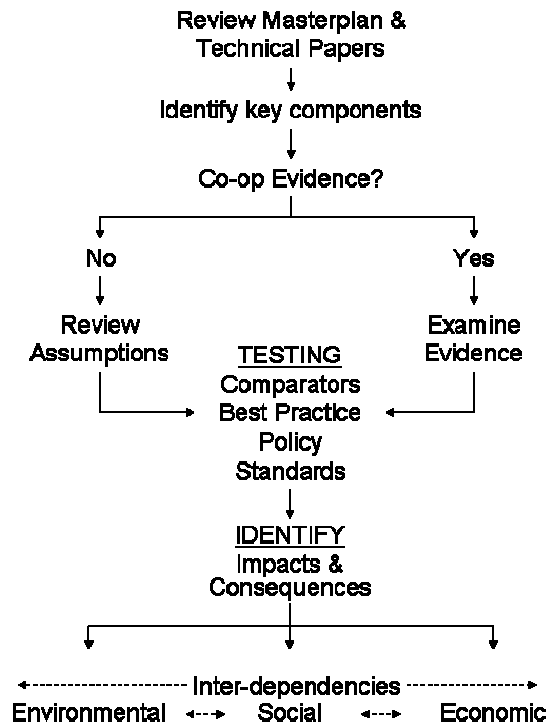 Review Masterplan &
Technical Papers
Identify key components
Co-op Evidence?
No
Yes
Review
Assumptions
Examine
Evidence
TESTING
Comparators
Best Practice
Policy
Standards
IDENTIFY
Impacts &
Consequences
Inter-dependencies
Environmental Social Economic